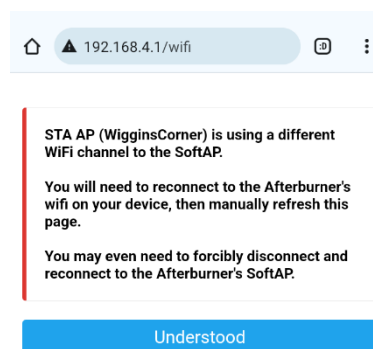 192.168.4.1/wifi
:D
STA AP (WigginsCorner) is using a different
WiFi channel to the SoftAP.
You will need to reconnect to the Afterburner's
wifi on your device, then manually refresh this
page.
You may even need to forcibly disconnect and
reconnect to the Afterburner's SoftAP.
Understood